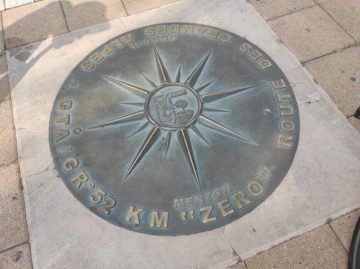 ROUTE DES GRANDES ALPES
GTA/GR°52
KM "ZERO"
MENTON